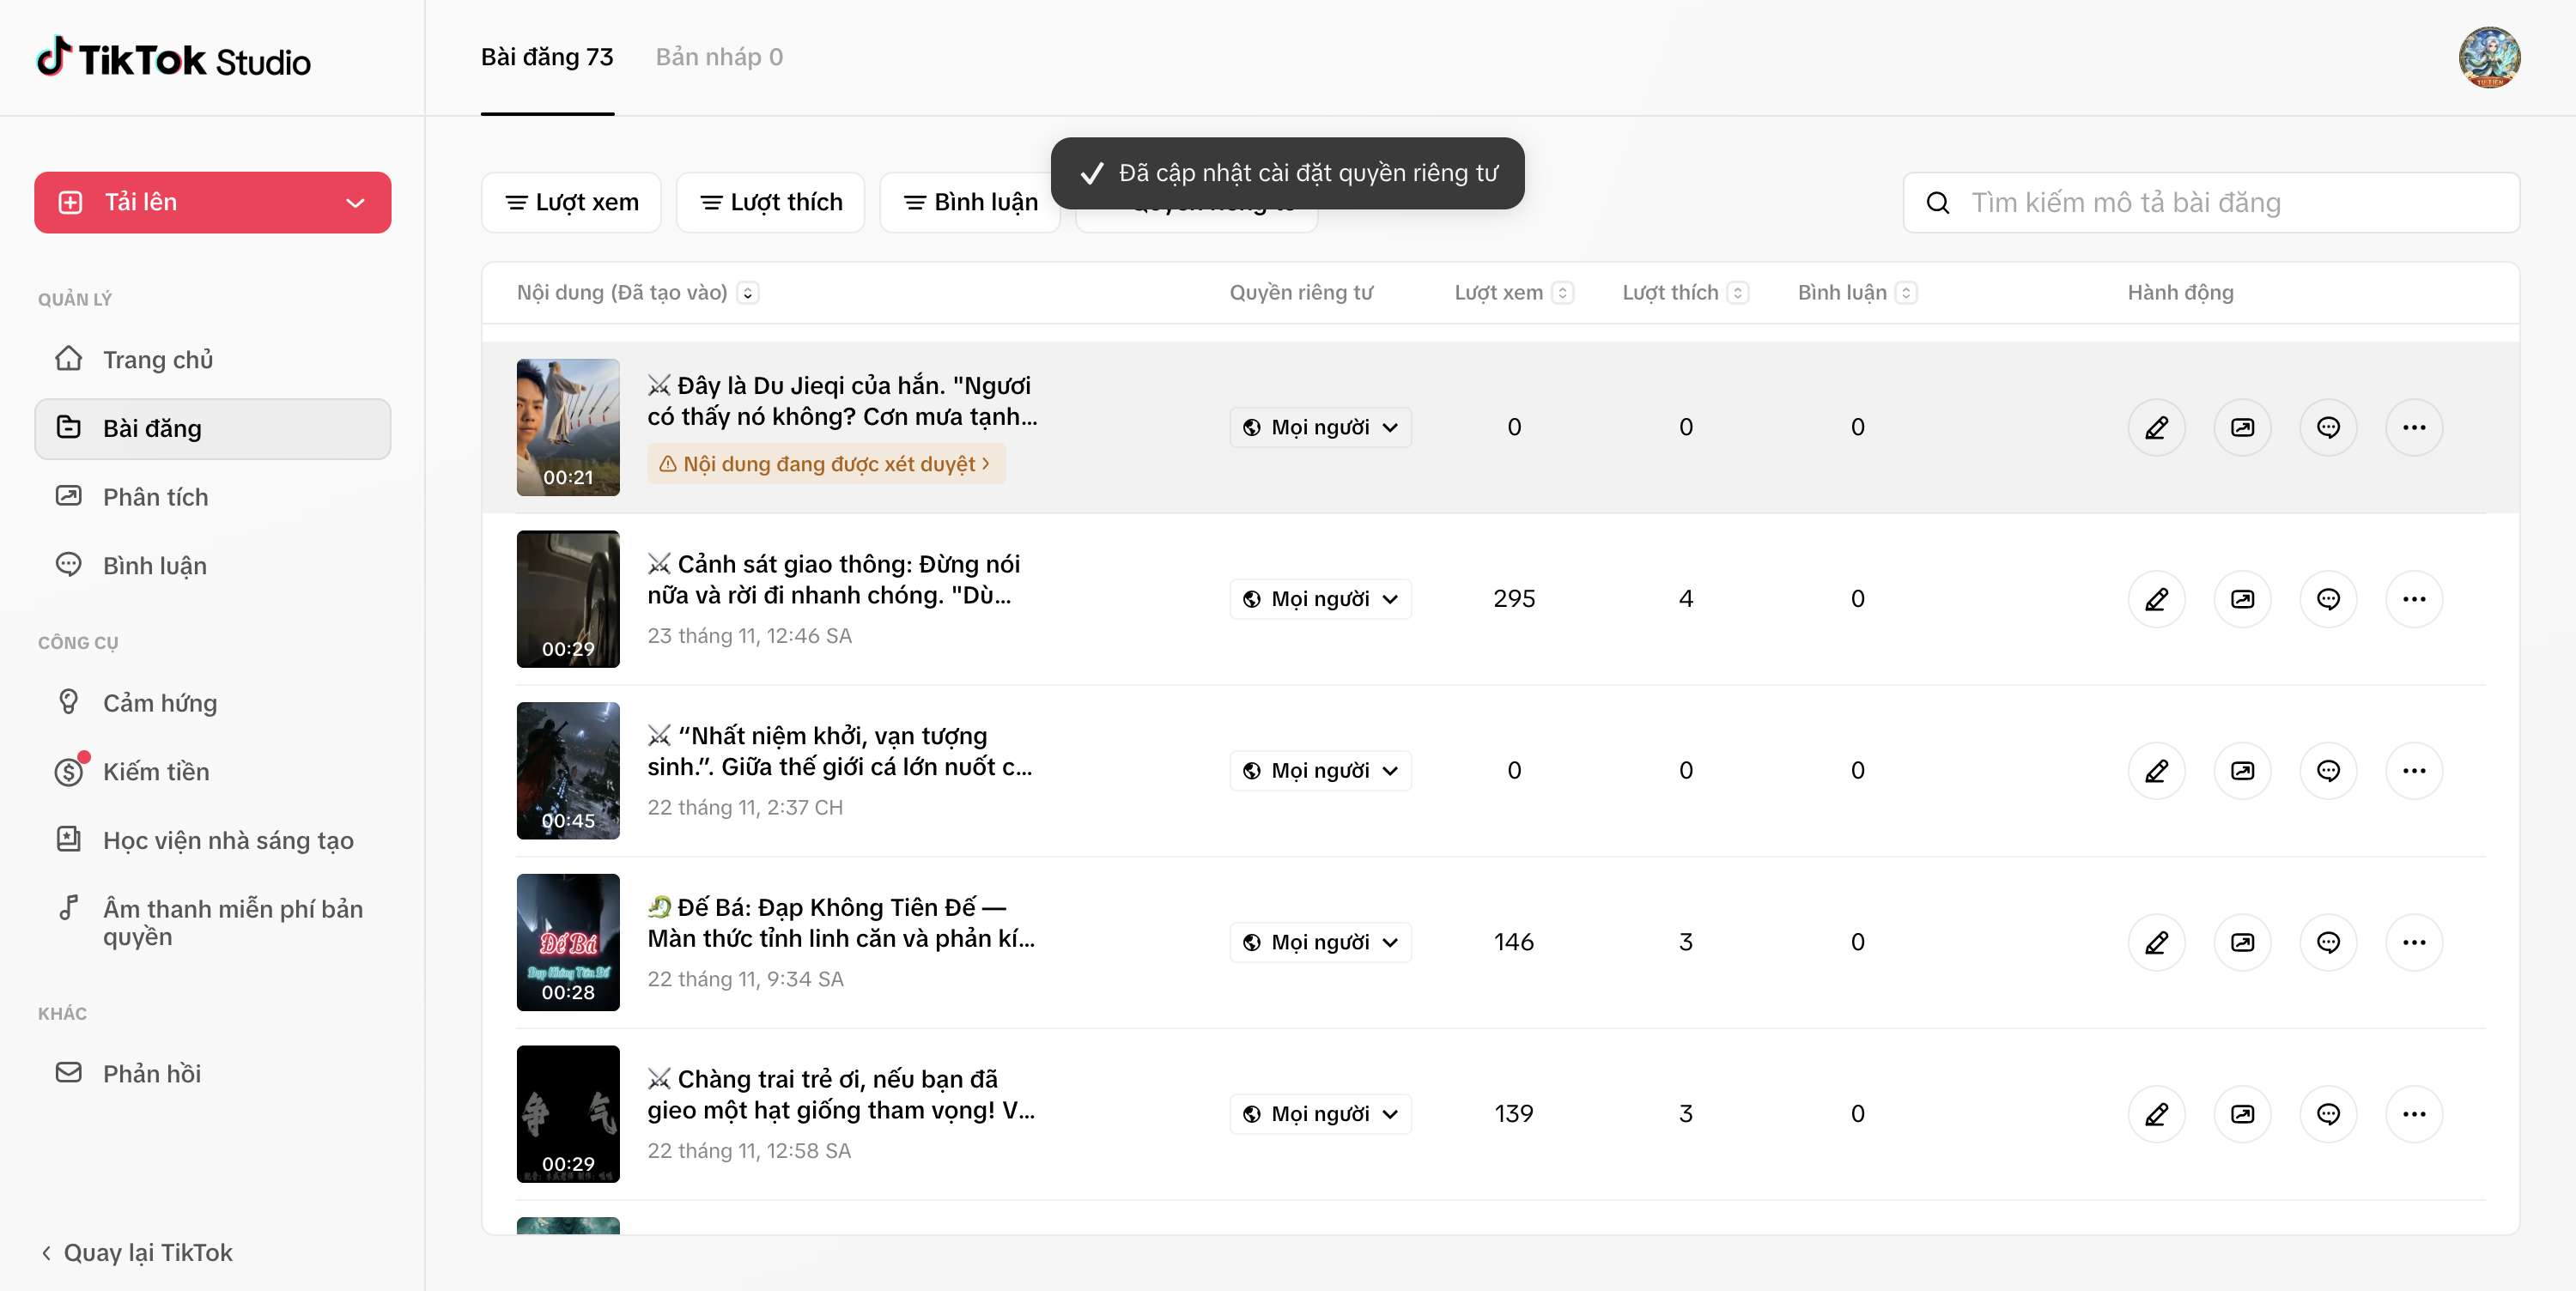 TikTok Studio
Bài đăng 73
Bản nháp 0
Đã cập nhật cài đặt quyền riêng tư
Tải lên
Lượt xem
Lượt thích
Bình luận
Tìm kiếm mô tả bài đăng
QUẢN LÝ
Trang chủ
Bài đăng
Phân tích
Bình luận
CÔNG CỤ
Cảm hứng
Kiếm tiền
Học viện nhà sáng tạo
Âm thanh miễn phí bản
quyền
KHÁC
Phản hồi
Quay lại TikTok
Nội dung (Đã tạo vào)
Quyền riêng tư
Lượt xem
Lượt thích
Bình luận
Hành động
00:21
⚔ Đây là Du Jieqi của hắn. "Ngươi
có thấy nó không? Cơn mưa tạnh...
Nội dung đang được xét duyệt
Mọi người
0
0
0
00:29
⚔ Cảnh sát giao thông: Đừng nói
nữa và rời đi nhanh chóng. "Dù...
23 tháng 11, 12:46 SA
Mọi người
295
4
0
00:45
⚔ “Nhất niệm khởi, vạn tượng
sinh.”. Giữa thế giới cá lớn nuốt c...
22 tháng 11, 2:37 CH
Mọi người
0
0
0
Đế Bá
Đạp Không Tiên Đế
00:28
🐉 Đế Bá: Đạp Không Tiên Đế —
Màn thức tỉnh linh căn và phản kí...
22 tháng 11, 9:34 SA
Mọi người
146
3
0
争 气
00:29
⚔ Chàng trai trẻ ơi, nếu bạn đã
gieo một hạt giống tham vọng! V...
22 tháng 11, 12:58 SA
Mọi người
139
3
0